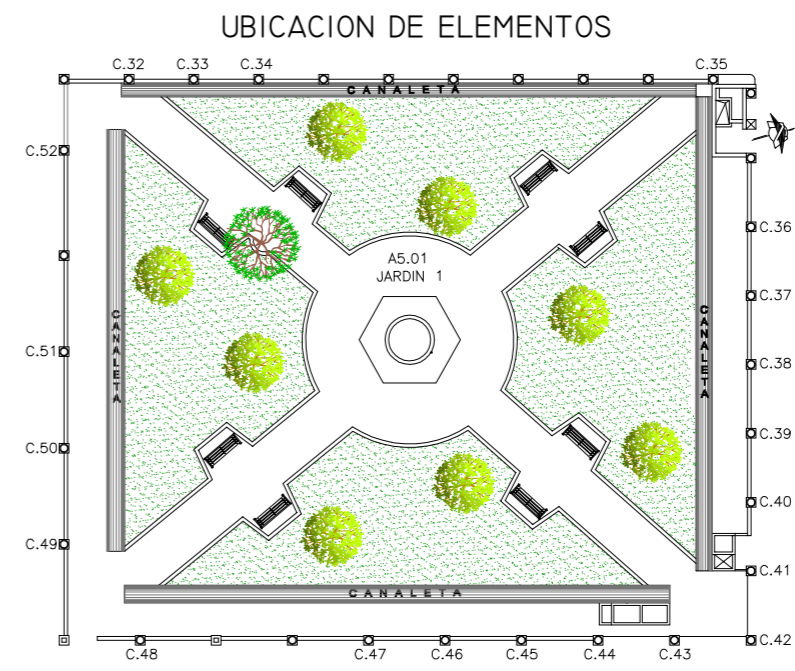 UBICACION DE ELEMENTOS
C.32 C.33 C.34 C.35
CANALETA
C.52
C.36
A5.01
JARDIN 1
C.37
CANALETA
CANALETA
C.51
C.38
C.39
C.50
C.40
C.49
C.41
CANALETA
C.42
C.48 C.47 C.46 C.45 C.44 C.43